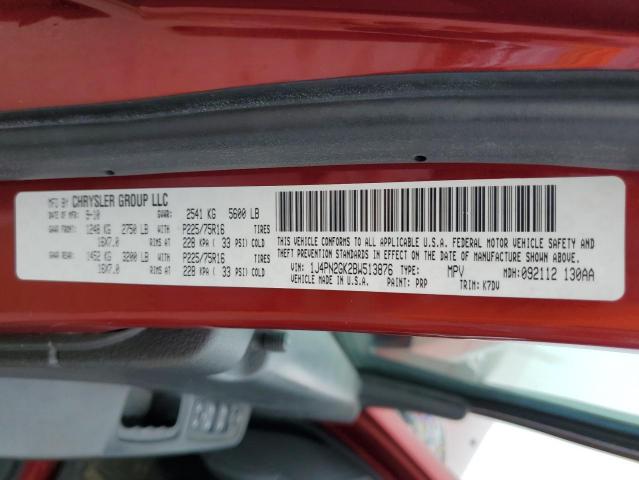 MFG BY CHRYSLER GROUP LLC
DATE OF MFG 9-10 GVWR: 2541 KG 5600 LB
GAWR FRONT 1248 KG 2750 LB WITH P225/75R16 TIRES
16X7.0 RIMS AT 228 KPA ( 33 PSI) COLD
GAWR REAR 1452 KG 3200 LB WITH P225/75R16 TIRES
16X7.0 RIMS AT 228 KPA ( 33 PSI) COLD
THIS VEHICLE CONFORMS TO ALL APPLICABLE U.S.A. FEDERAL MOTOR VEHICLE SAFETY AND
THEFT PREVENTION STANDARDS IN EFFECT ON THE DATE OF MANUFACTURE SHOWN ABOVE.
VIN: 1J4PN2GK2BW513876 TYPE: MPV MDH: 092112 130AA
VEHICLE MADE IN U.S.A. PAINT: PRP TRIM: K7DV